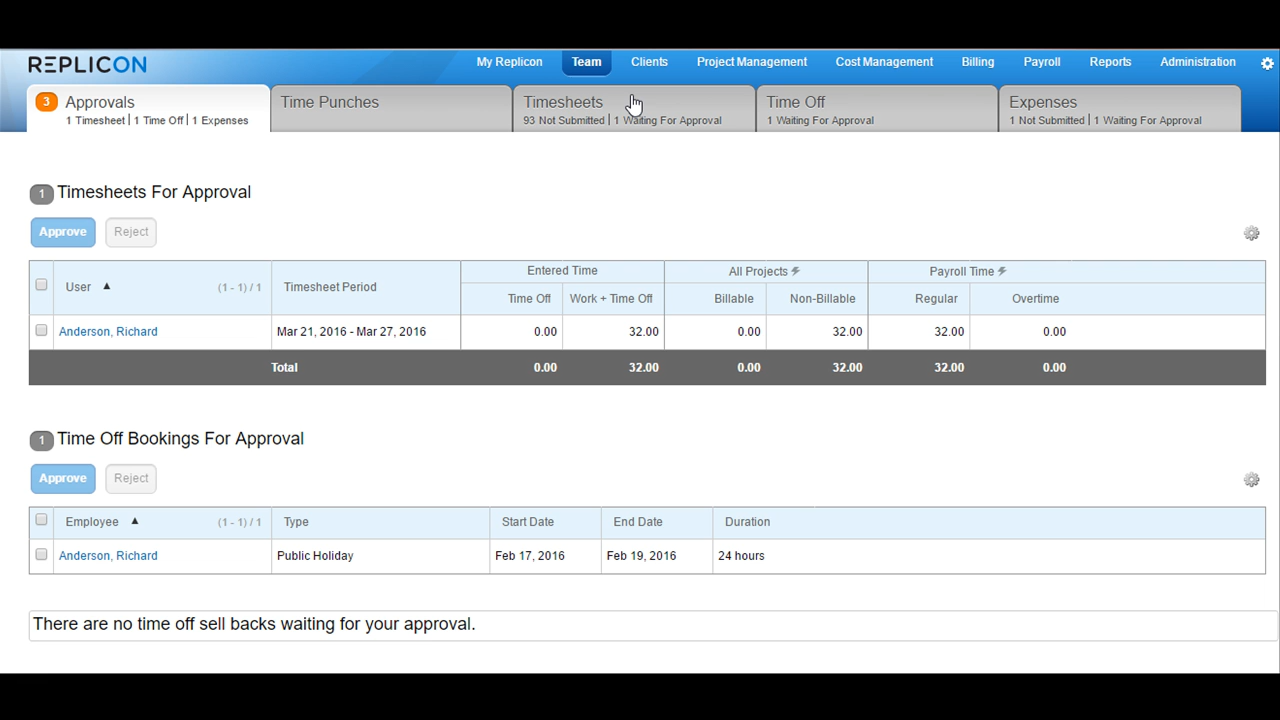 REPLICON
My Replicon Team Clients Project Management Cost Management Billing Payroll Reports Administration
3 Approvals
1 Timesheet | 1 Time Off | 1 Expenses
Time Punches
Timesheets
93 Not Submitted | 1 Waiting For Approval
Time Off
1 Waiting For Approval
Expenses
1 Not Submitted | 1 Waiting For Approval
1 Timesheets For Approval
Approve Reject
User ▲ (1 - 1) / 1 Timesheet Period Entered Time All Projects Payroll Time
Time Off Work + Time Off Billable Non-Billable Regular Overtime
Anderson, Richard Mar 21, 2016 - Mar 27, 2016 0.00 32.00 0.00 32.00 32.00 0.00
Total 0.00 32.00 0.00 32.00 32.00 0.00
1 Time Off Bookings For Approval
Approve Reject
Employee ▲ (1 - 1) / 1 Type Start Date End Date Duration
Anderson, Richard Public Holiday Feb 17, 2016 Feb 19, 2016 24 hours
There are no time off sell backs waiting for your approval.